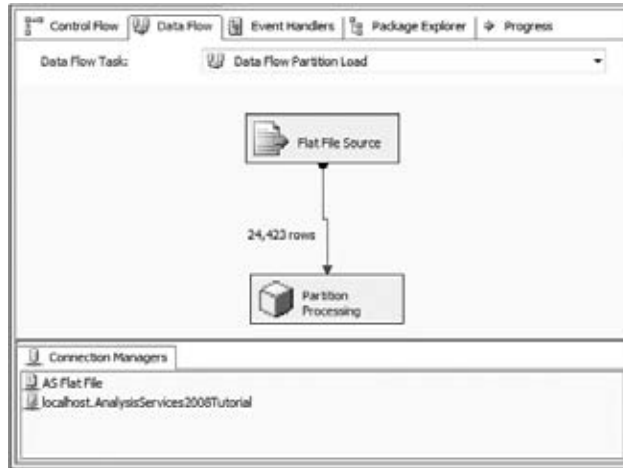 Control Flow Data Flow Event Handlers Package Explorer Progress
Data Flow Task: Data Flow Partition Load
Flat File Source
24,423 rows
Partition
Processing
Connection Managers
AS Flat File
localhost.AnalysisServices2008Tutorial